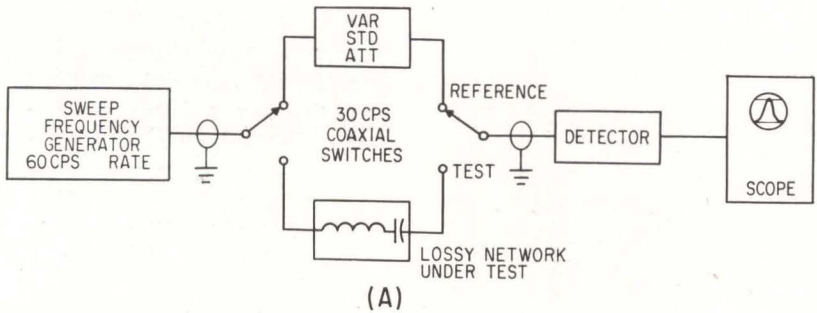 SWEEP
FREQUENCY
GENERATOR
60 CPS RATE
VAR
STD
ATT
30 CPS
COAXIAL
SWITCHES
REFERENCE
TEST
LOSSY NETWORK
UNDER TEST
DETECTOR
SCOPE
(A)